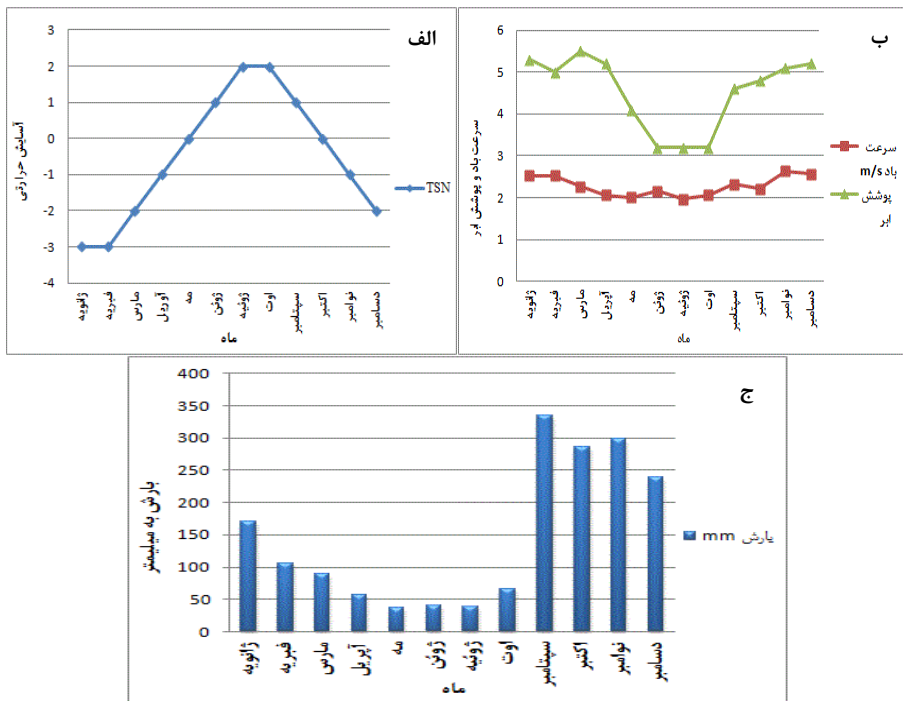 الف
3
2
1
0
-1
-2
-3
-4
آسایش حرارتی
TSN
ژانویه
فبریه
مارس
آوریل
مه
ژوئن
ژوئیه
اوت
سپتامبر
اکتبر
نوامبر
دسامبر
ماه
ب
6
5
4
3
2
1
0
سرعت باد و پوشش ابر
سرعت
باد m/s
پوشش
ابر
ژانویه
فبریه
مارس
آپریل
مه
ژوئن
ژوئیه
اوت
سپتامبر
اکتبر
نوامبر
دسامبر
ماه
ج
400
350
300
250
200
150
100
50
0
بارش به میلیمتر
بارش mm
ژانویه
فبریه
مارس
آپریل
مه
ژوئن
ژوئیه
اوت
سپتامبر
اکتبر
نوامبر
دسامبر
ماه